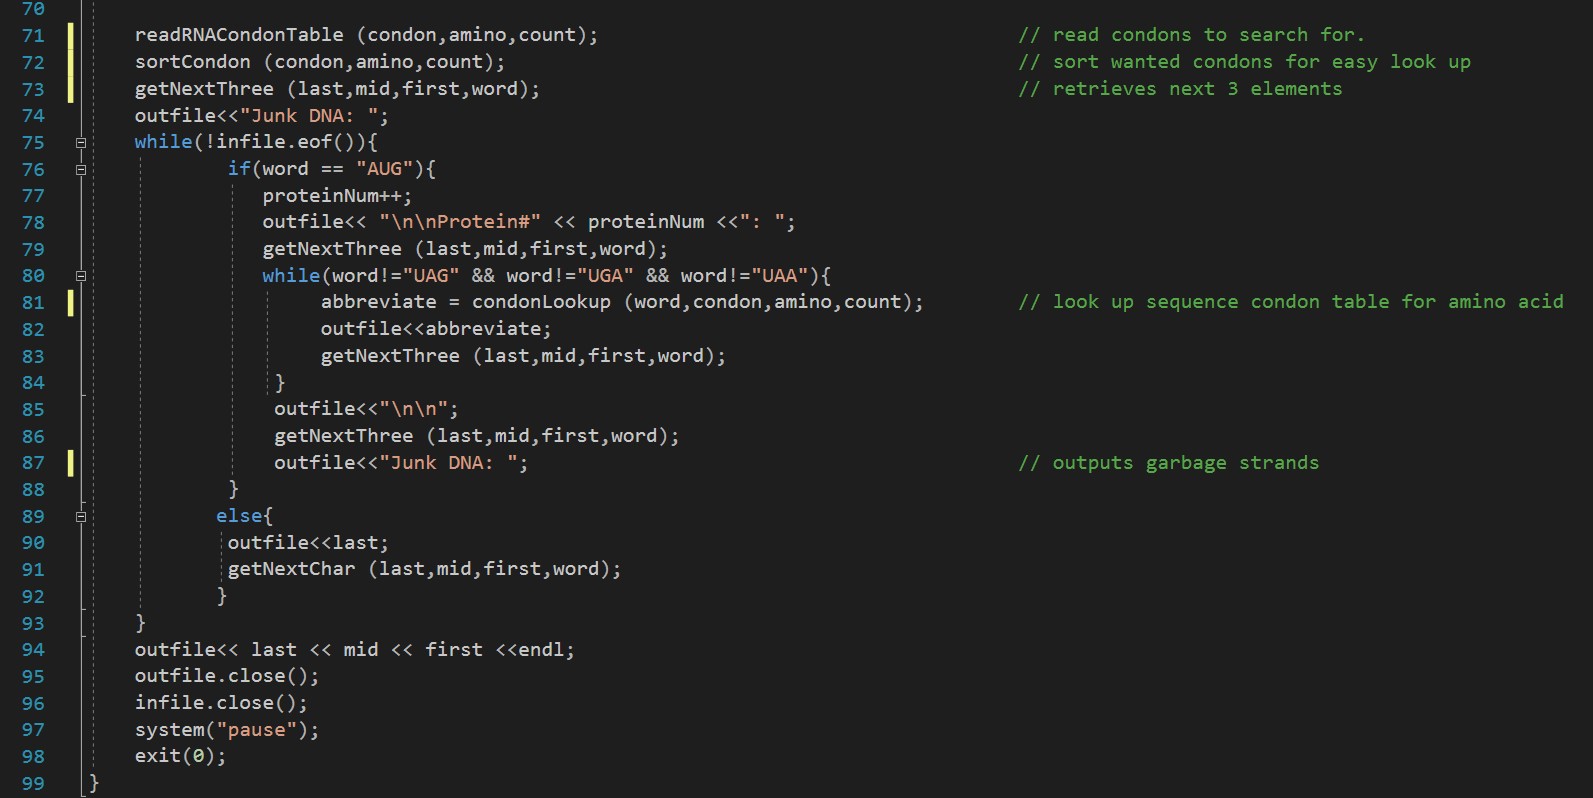 70
71 readRNACondonTable (condon,amino,count); // read condons to search for.
72 sortCondon (condon,amino,count); // sort wanted condons for easy look up
73 getNextThree (last,mid,first,word); // retrieves next 3 elements
74 outfile<<"Junk DNA: ";
75 while(!infile.eof()){
76 if(word == "AUG"){
77 proteinNum++;
78 outfile<< "\n\nProtein#" << proteinNum <<": ";
79 getNextThree (last,mid,first,word);
80 while(word!="UAG" && word!="UGA" && word!="UAA"){
81 abbreviate = condonLookup (word,condon,amino,count); // look up sequence condon table for amino acid
82 outfile<<abbreviate;
83 getNextThree (last,mid,first,word);
84 }
85 outfile<<"\n\n";
86 getNextThree (last,mid,first,word);
87 outfile<<"Junk DNA: "; // outputs garbage strands
88 }
89 else{
90 outfile<<last;
91 getNextChar (last,mid,first,word);
92 }
93 }
94 outfile<< last << mid << first <<endl;
95 outfile.close();
96 infile.close();
97 system("pause");
98 exit(0);
99 }